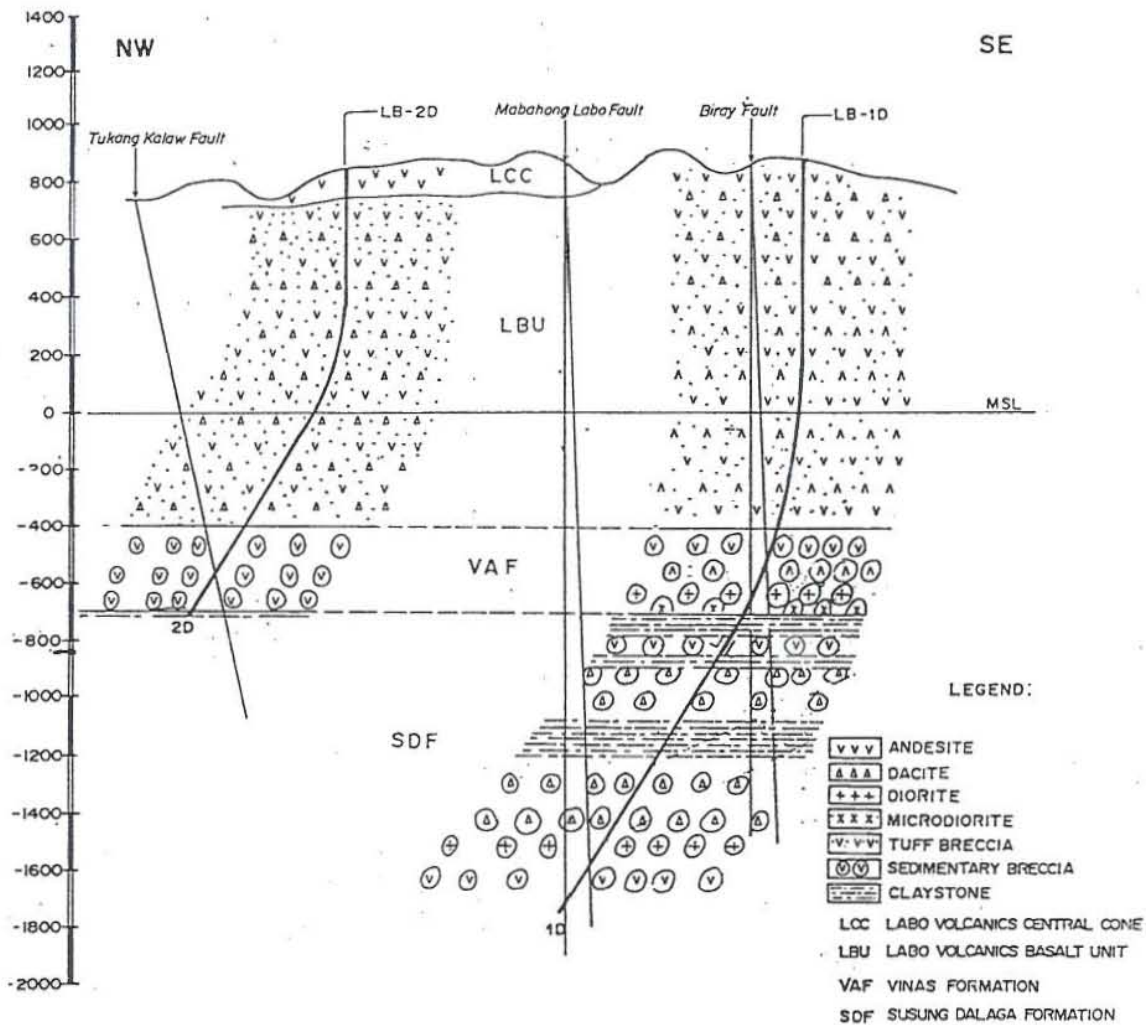 1400
NW
SE
1200
1000
LB-2D
Mabahong Labo Fault
Biray Fault
LB-1D
Tukang Kalaw Fault
800
LCC
600
400
LBU
200
0
MSL
-200
-400
VAF
-600
2D
-800
-1000
LEGEND:
SDF
-1200
-1400
-1600
-1800
1D
-2000
v v v ANDESITE
Δ Δ Δ DACITE
+ + + DIORITE
x x x MICRODIORITE
v v v TUFF BRECCIA
v v SEDIMENTARY BRECCIA
CLAYSTONE
LCC LABO VOLCANICS CENTRAL CONE
LBU LABO VOLCANICS BASALT UNIT
VAF VINAS FORMATION
SDF SUSUNG DALAGA FORMATION